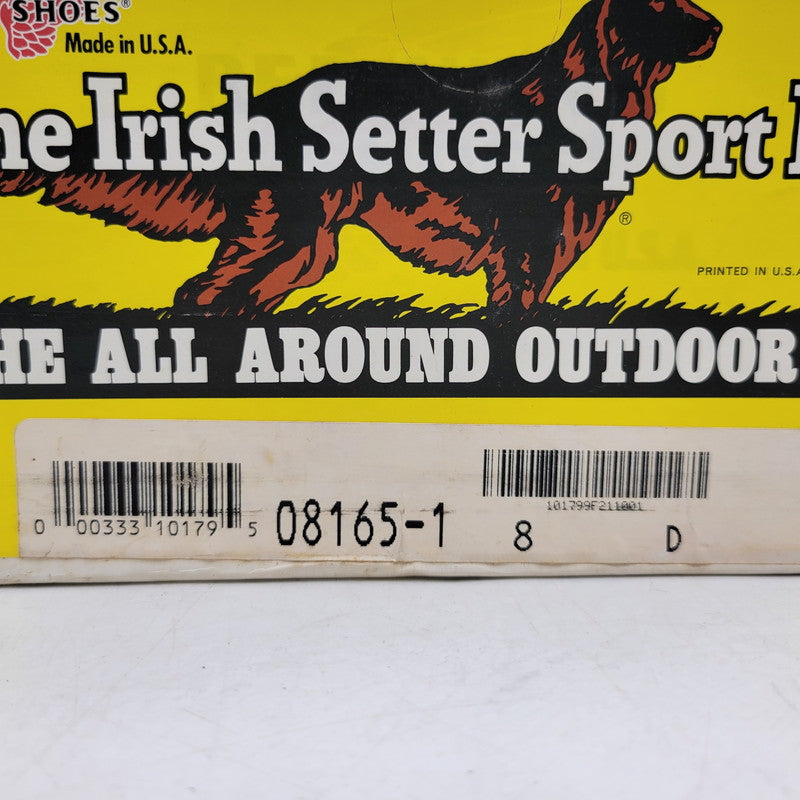 SHOES®
Made in U.S.A.
he Irish Setter Sport
®
PRINTED IN U.S.A
HE ALL AROUND OUTDOOR
0 00333 10179 5
08165-1
101799F211001
8 D